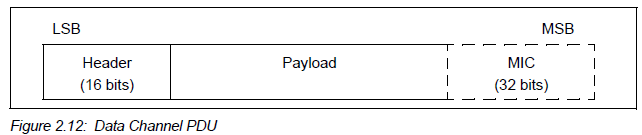 LSB MSB
Header Payload MIC
(16 bits) (32 bits)
Figure 2.12: Data Channel PDU